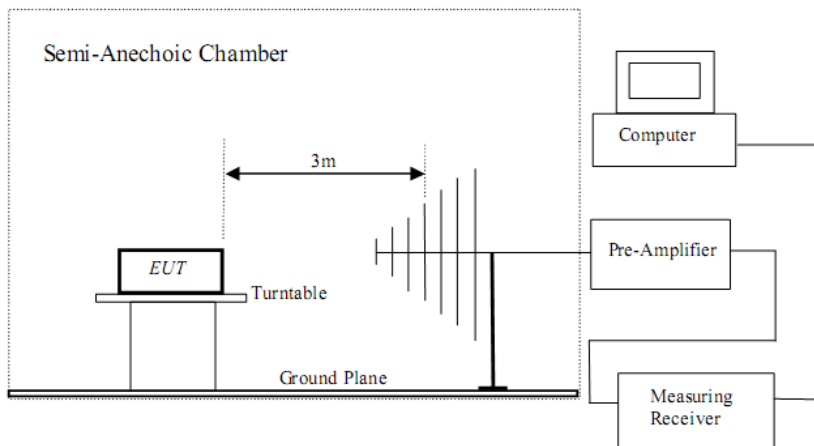 Semi-Anechoic Chamber
3m
Computer
Pre-Amplifier
EUT
Turntable
Ground Plane
Measuring
Receiver